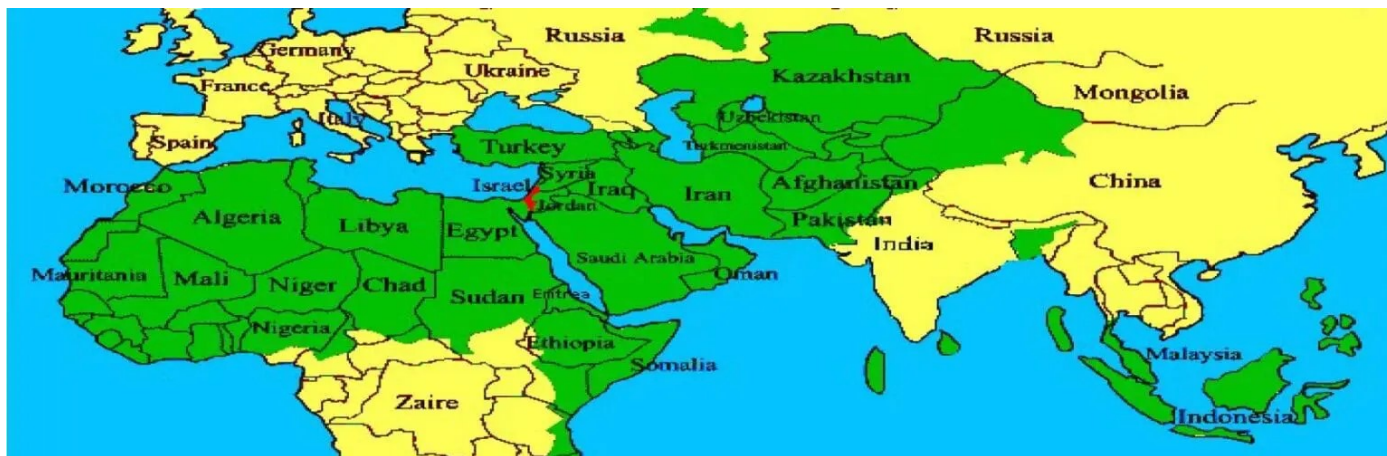 Germany
Russia
Russia
France
Ukraine
Kazakhstan
Mongolia
Italy
Uzbekistan
Spain
Turkey
Turkmenistan
Morocco
Israel
Syria
Iraq
Iran
Afghanistan
China
Jordan
Algeria
Libya
Egypt
Pakistan
India
Mauritania
Mali
Niger
Chad
Sudan
Eritrea
Saudi Arabia
Oman
Nigeria
Ethiopia
Somalia
Malaysia
Zaire
Indonesia